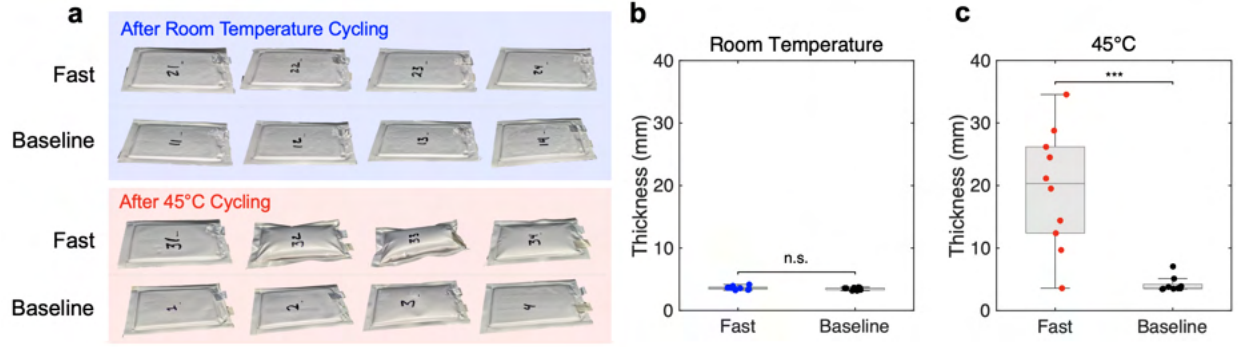 a
After Room Temperature Cycling
Fast
21 22 23 24
Baseline
11 12 13 14
After 45°C Cycling
Fast
31 32 33 34
Baseline
1 2 3 4
b
Room Temperature
Thickness (mm)
40
30
20
10
0
n.s.
Fast Baseline
c
45°C
Thickness (mm)
40
30
20
10
0
***
Fast Baseline